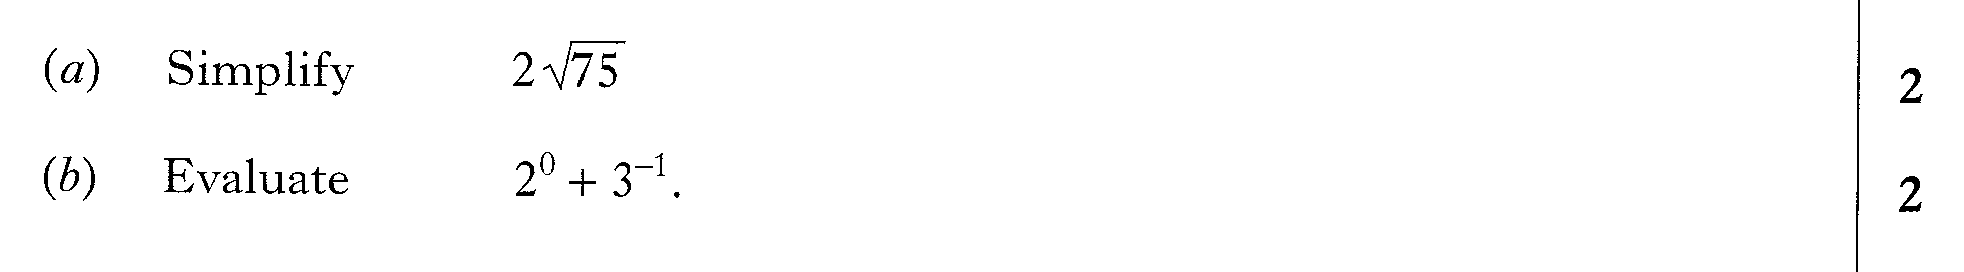 (a) Simplify 2√75 2
(b) Evaluate 2⁰ + 3⁻¹. 2